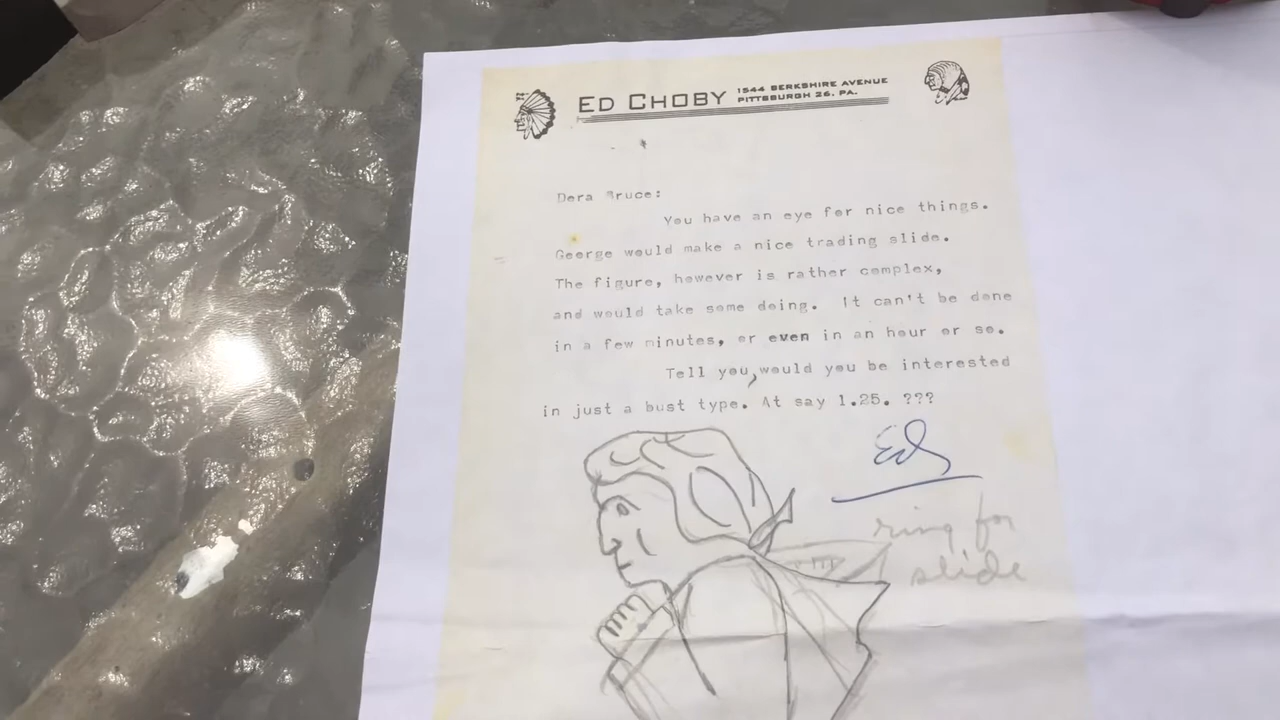 ED CHOBY
1544 BERKSHIRE AVENUE
PITTSBURGH 26, PA.
Dera Bruce:
You have an eye for nice things.
George would make a nice trading slide.
The figure, however is rather complex,
and would take some doing. It can't be done
in a few minutes, or even in an hour or so.
Tell you, would you be interested
in just a bust type. At say 1.25. ???
Ed
ring for
slide